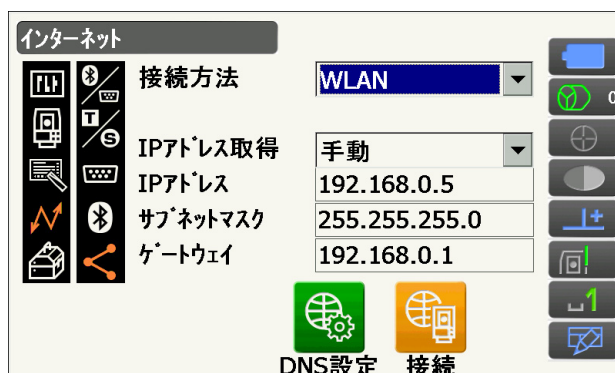 インターネット
接続方法 WLAN
IPアドレス取得 手動
IPアドレス 192.168.0.5
サブネットマスク 255.255.255.0
ゲートウェイ 192.168.0.1
DNS設定 接続
T/S
0
1